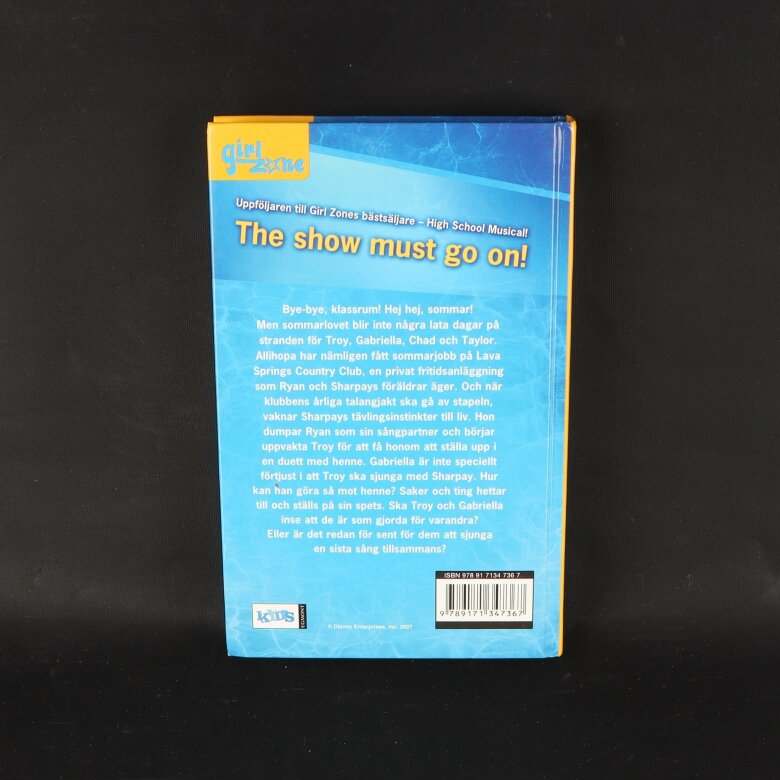 girl
zone
Uppföljaren till Girl Zones bästsäljare – High School Musical!
The show must go on!
Bye-bye, klassrum! Hej hej, sommar!
Men sommarlovet blir inte några lata dagar på
stranden för Troy, Gabriella, Chad och Taylor.
Allihopa har nämligen fått sommarjobb på Lava
Springs Country Club, en privat fritidsanläggning
som Ryan och Sharpays föräldrar äger. Och när
klubbens årliga talangjakt ska gå av stapeln,
vaknar Sharpays tävlingsinstinkter till liv. Hon
dumpar Ryan som sin sångpartner och börjar
uppvakta Troy för att få honom att ställa upp i
en duett med henne. Gabriella är inte speciellt
förtjust i att Troy ska sjunga med Sharpay. Hur
kan han göra så mot henne? Saker och ting hettar
till och ställs på sin spets. Ska Troy och Gabriella
inse att de är som gjorda för varandra?
Eller är det redan för sent för dem att sjunga
en sista sång tillsammans?
ISBN 978 91 7134 736 7
9 789171 347367
kids
EGMONT
© Disney Enterprises, Inc. 2007